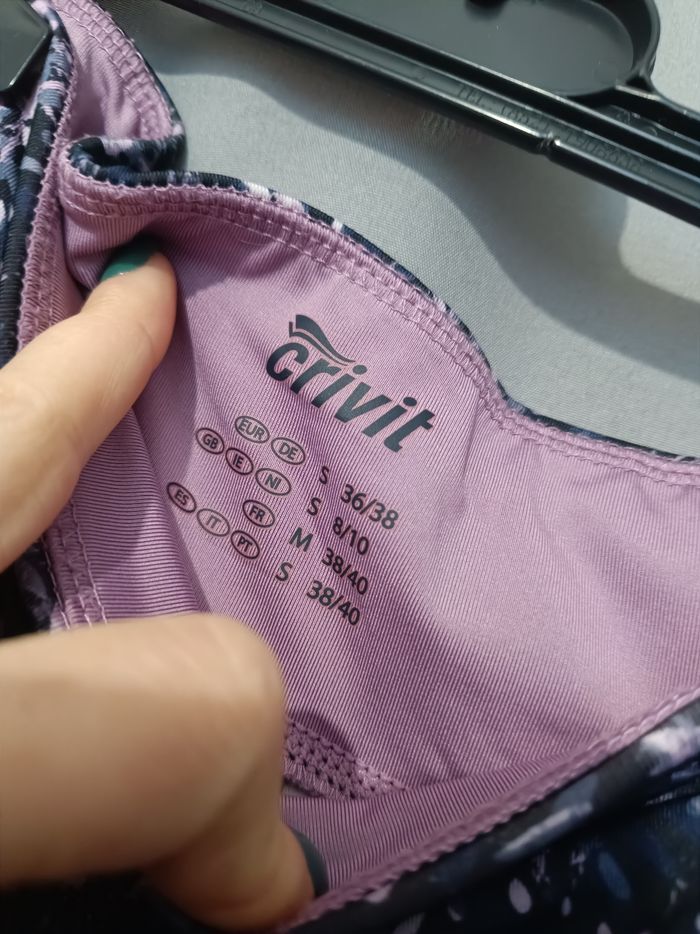 crivit
EUR DE S 36/38
GB IE NI S 8/10
FR M 38/40
ES IT PT S 38/40